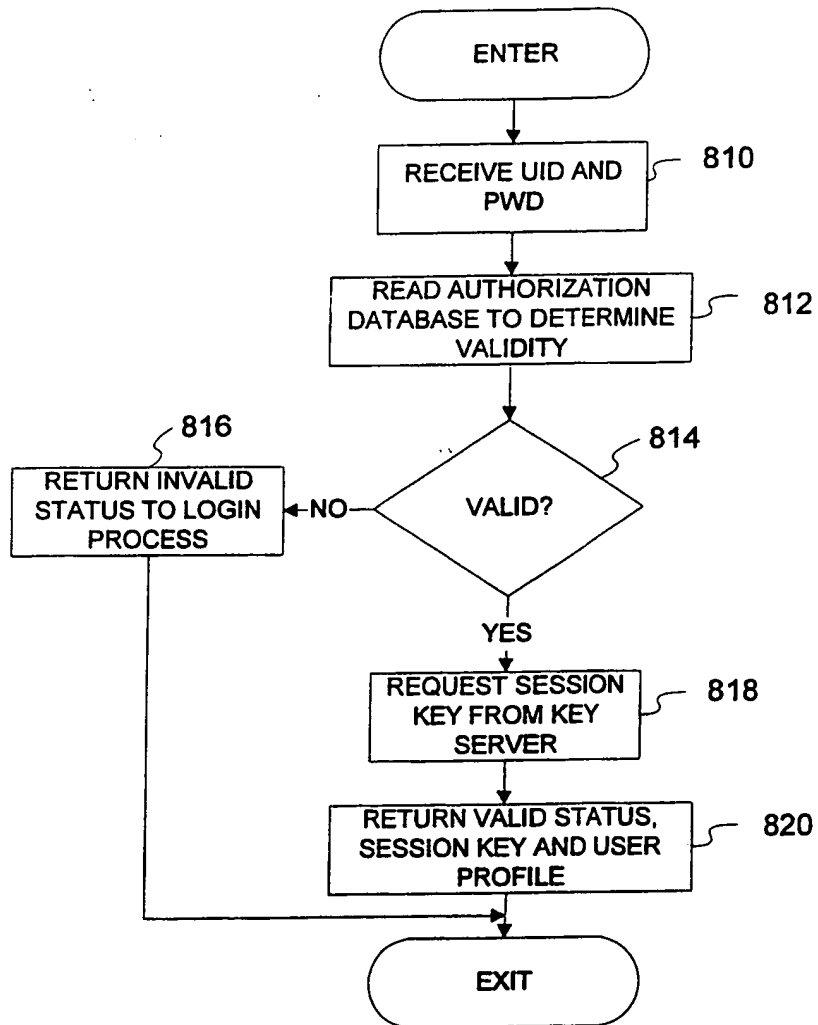 ENTER
RECEIVE UID AND
PWD
810
READ AUTHORIZATION
DATABASE TO DETERMINE
VALIDITY
812
816
RETURN INVALID
STATUS TO LOGIN
PROCESS
NO
VALID?
814
YES
REQUEST SESSION
KEY FROM KEY
SERVER
818
RETURN VALID STATUS,
SESSION KEY AND USER
PROFILE
820
EXIT